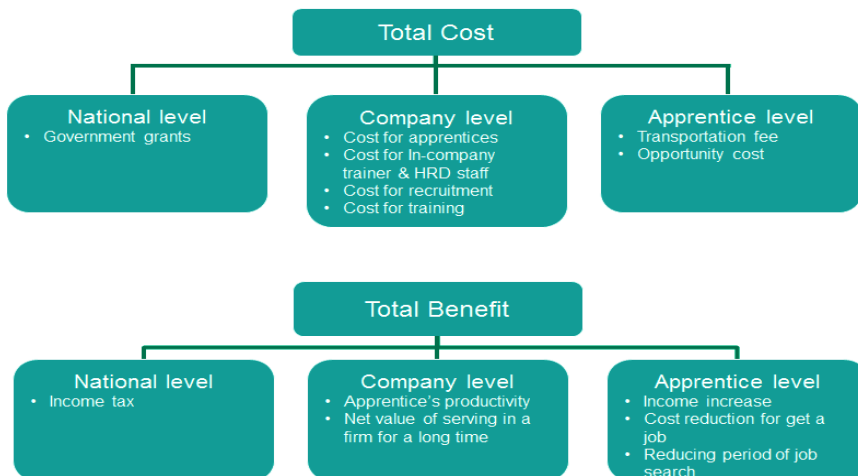 Total Cost
National level
• Government grants
Company level
• Cost for apprentices
• Cost for In-company
trainer & HRD staff
• Cost for recruitment
• Cost for training
Apprentice level
• Transportation fee
• Opportunity cost
Total Benefit
National level
• Income tax
Company level
• Apprentice's productivity
• Net value of serving in a
firm for a long time
Apprentice level
• Income increase
• Cost reduction for get a
job
• Reducing period of job
search